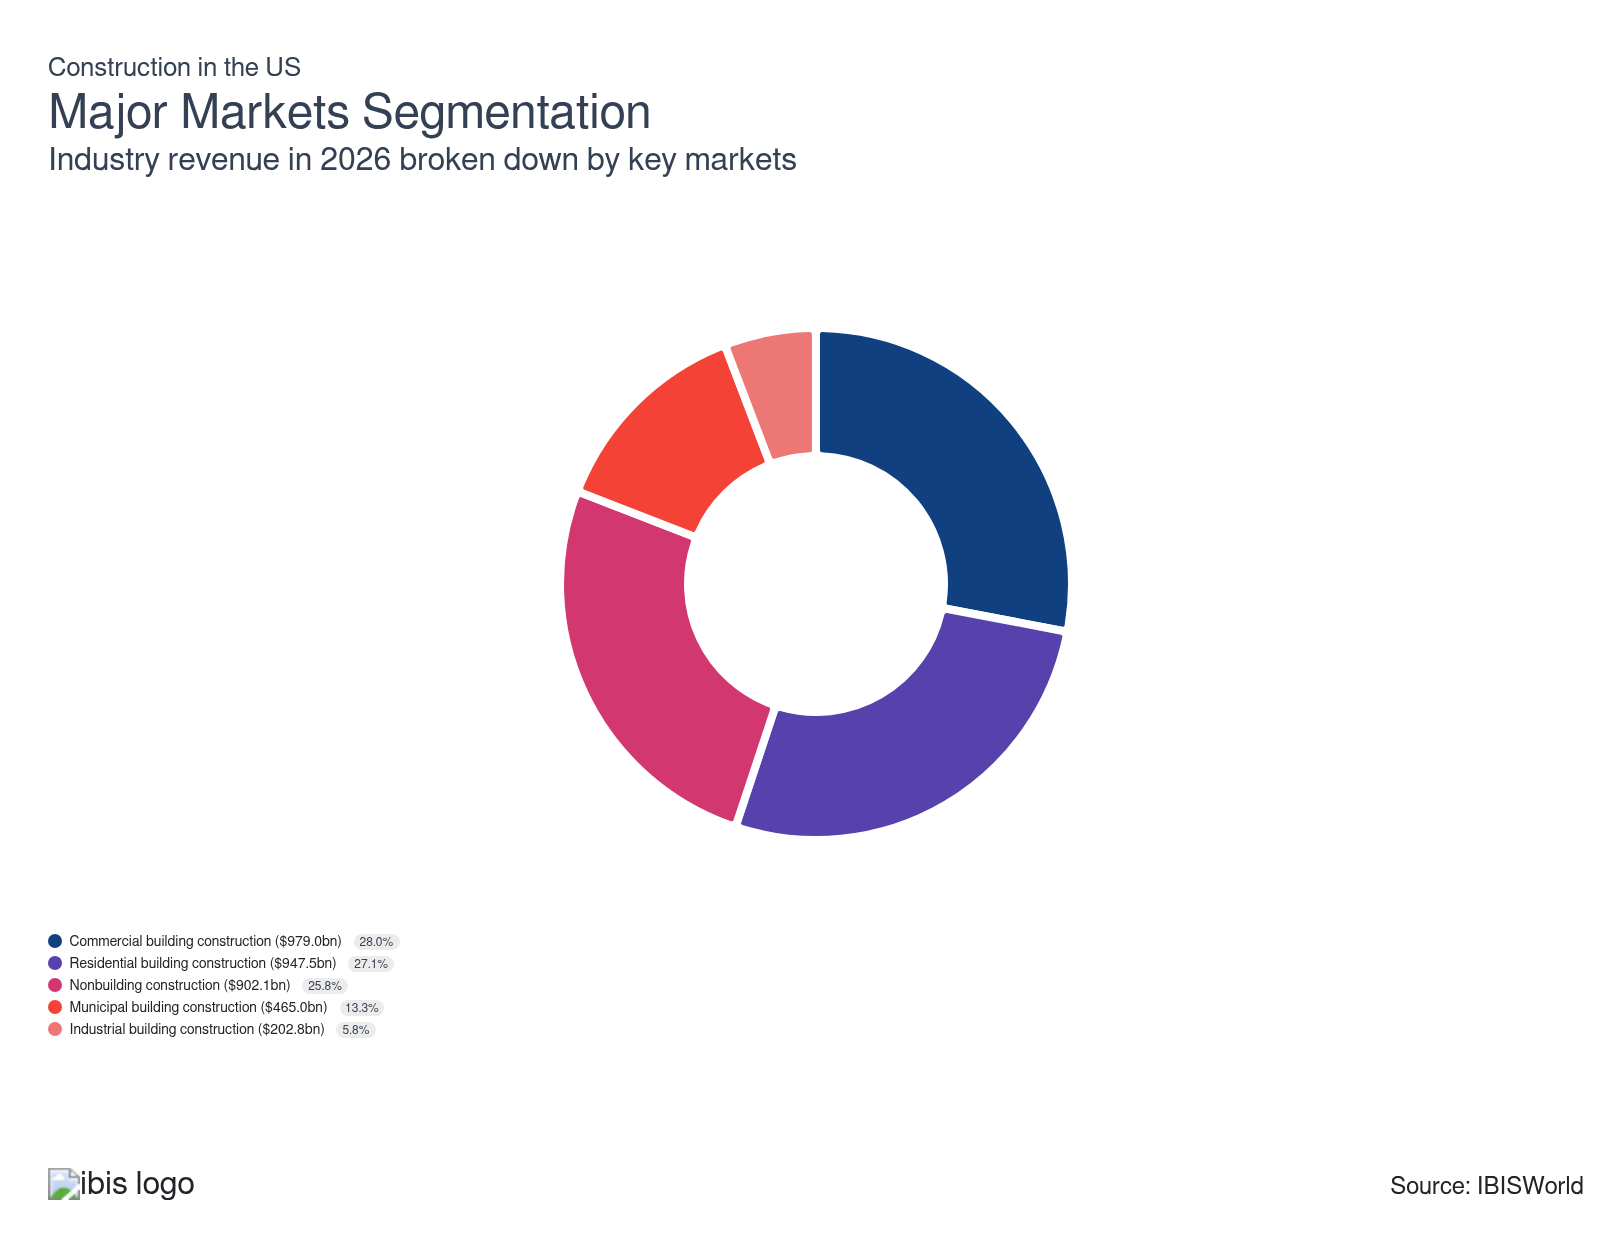 Construction in the US
Major Markets Segmentation
Industry revenue in 2026 broken down by key markets
Commercial building construction ($979.0bn) 28.0%
Residential building construction ($947.5bn) 27.1%
Nonbuilding construction ($902.1bn) 25.8%
Municipal building construction ($465.0bn) 13.3%
Industrial building construction ($202.8bn) 5.8%
ibis logo
Source: IBISWorld